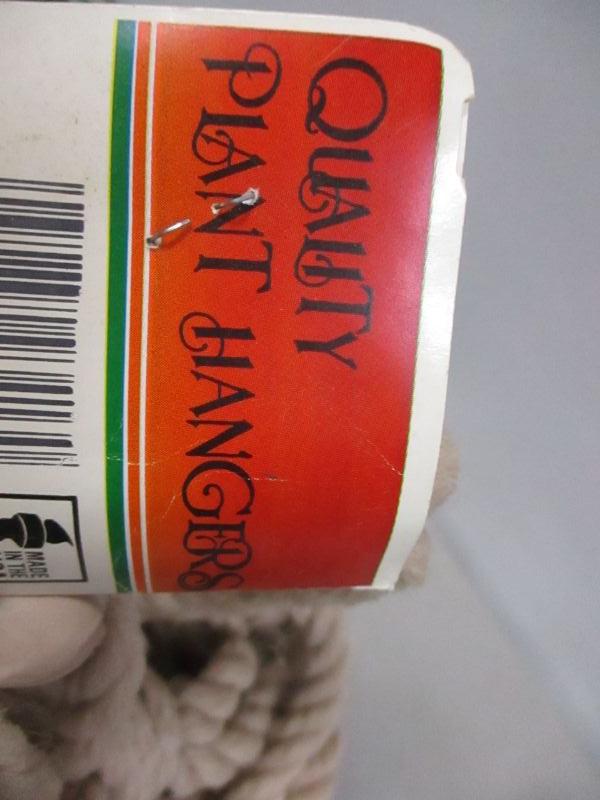 QUALITY
PLANT HANGERS
MADE
IN THE